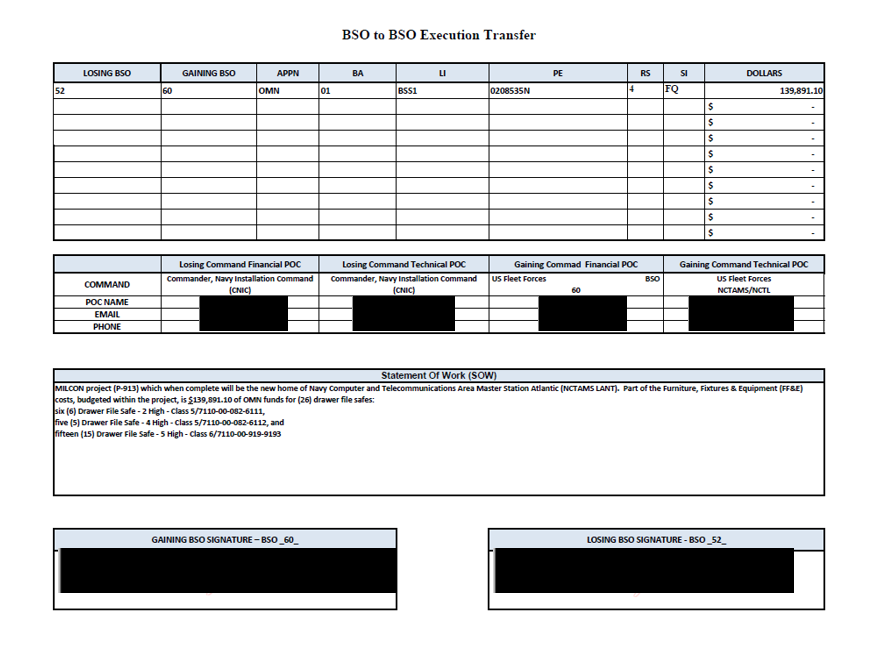 BSO to BSO Execution Transfer
LOSING BSO GAINING BSO APPN BA LI PE RS SI DOLLARS
52 60 OMN 01 BSS1 0208535N 4 FQ 139,891.10
$ -
$ -
$ -
$ -
$ -
$ -
$ -
$ -
$ -
Losing Command Financial POC Losing Command Technical POC Gaining Commad Financial POC Gaining Command Technical POC
COMMAND
Commander, Navy Installation Command Commander, Navy Installation Command US Fleet Forces BSO US Fleet Forces
(CNIC) (CNIC) 60 NCTAMS/NCTL
POC NAME
EMAIL
PHONE
Statement Of Work (SOW)
MILCON project (P-913) which when complete will be the new home of Navy Computer and Telecommunications Area Master Station Atlantic (NCTAMS LANT). Part of the Furniture, Fixtures & Equipment (FF&E)
costs, budgeted within the project, is $139,891.10 of OMN funds for (26) drawer file safes:
six (6) Drawer File Safe - 2 High - Class 5/7110-00-082-6111,
five (5) Drawer File Safe - 4 High - Class 5/7110-00-082-6112, and
fifteen (15) Drawer File Safe - 5 High - Class 6/7110-00-919-9193
GAINING BSO SIGNATURE – BSO _60_ LOSING BSO SIGNATURE - BSO _52_